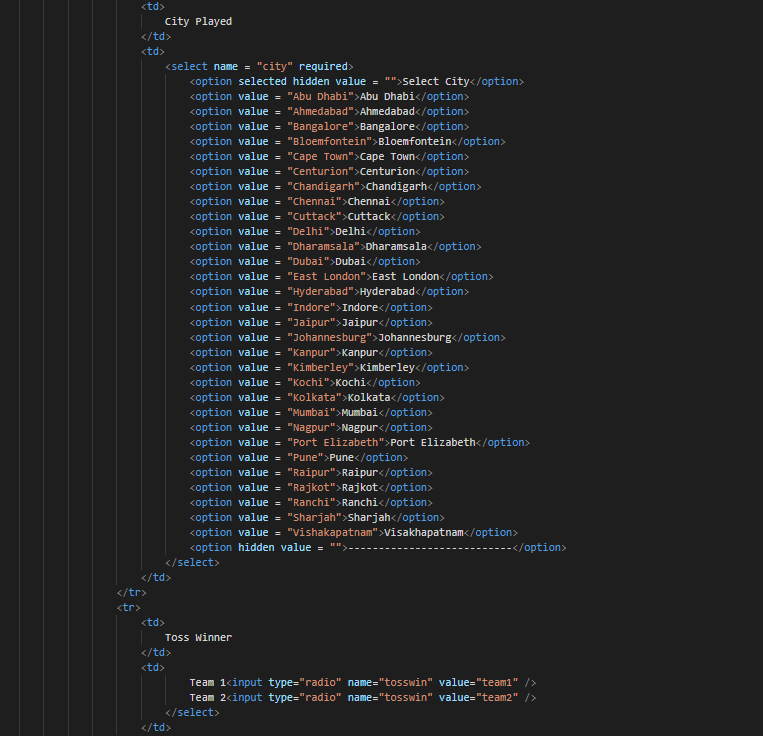 <td>
City Played
</td>
<td>
<select name = "city" required>
<option selected hidden value = "">Select City</option>
<option value = "Abu Dhabi">Abu Dhabi</option>
<option value = "Ahmedabad">Ahmedabad</option>
<option value = "Bangalore">Bangalore</option>
<option value = "Bloemfontein">Bloemfontein</option>
<option value = "Cape Town">Cape Town</option>
<option value = "Centurion">Centurion</option>
<option value = "Chandigarh">Chandigarh</option>
<option value = "Chennai">Chennai</option>
<option value = "Cuttack">Cuttack</option>
<option value = "Delhi">Delhi</option>
<option value = "Dharamsala">Dharamsala</option>
<option value = "Dubai">Dubai</option>
<option value = "East London">East London</option>
<option value = "Hyderabad">Hyderabad</option>
<option value = "Indore">Indore</option>
<option value = "Jaipur">Jaipur</option>
<option value = "Johannesburg">Johannesburg</option>
<option value = "Kanpur">Kanpur</option>
<option value = "Kimberley">Kimberley</option>
<option value = "Kochi">Kochi</option>
<option value = "Kolkata">Kolkata</option>
<option value = "Mumbai">Mumbai</option>
<option value = "Nagpur">Nagpur</option>
<option value = "Port Elizabeth">Port Elizabeth</option>
<option value = "Pune">Pune</option>
<option value = "Raipur">Raipur</option>
<option value = "Rajkot">Rajkot</option>
<option value = "Ranchi">Ranchi</option>
<option value = "Sharjah">Sharjah</option>
<option value = "Vishakapatnam">Visakhapatnam</option>
<option hidden value = "">---------------------------</option>
</select>
</td>
</tr>
<tr>
<td>
Toss Winner
</td>
<td>
Team 1<input type="radio" name="tosswin" value="team1" />
Team 2<input type="radio" name="tosswin" value="team2" />
</select>
</td>